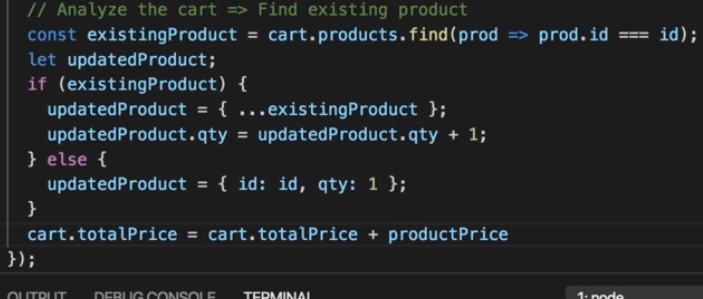 // Analyze the cart => Find existing product
const existingProduct = cart.products.find(prod => prod.id === id);
let updatedProduct;
if (existingProduct) {
updatedProduct = { ...existingProduct };
updatedProduct.qty = updatedProduct.qty + 1;
} else {
updatedProduct = { id: id, qty: 1 };
}
cart.totalPrice = cart.totalPrice + productPrice
});
OUTPUT DEBUG CONSOLE TERMINAL 1: node